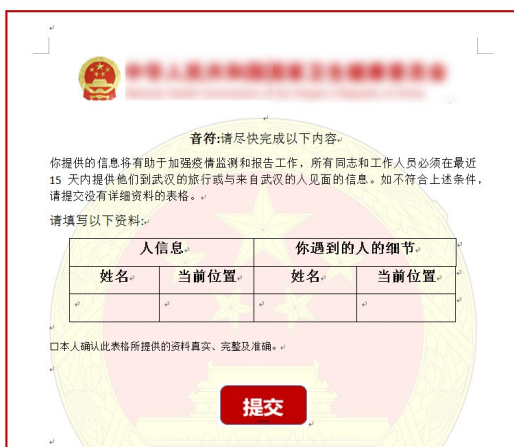 音符:请尽快完成以下内容
你提供的信息将有助于加强疫情监测和报告工作，所有同志和工作人员必须在最近
15 天内提供他们到武汉的旅行或与来自武汉的人见面的信息。如不符合上述条件，
请提交没有详细资料的表格。
请填写以下资料:
人信息 你遇到的人的细节
姓名 当前位置 姓名 当前位置
口本人确认此表格所提供的资料真实、完整及准确。
提交